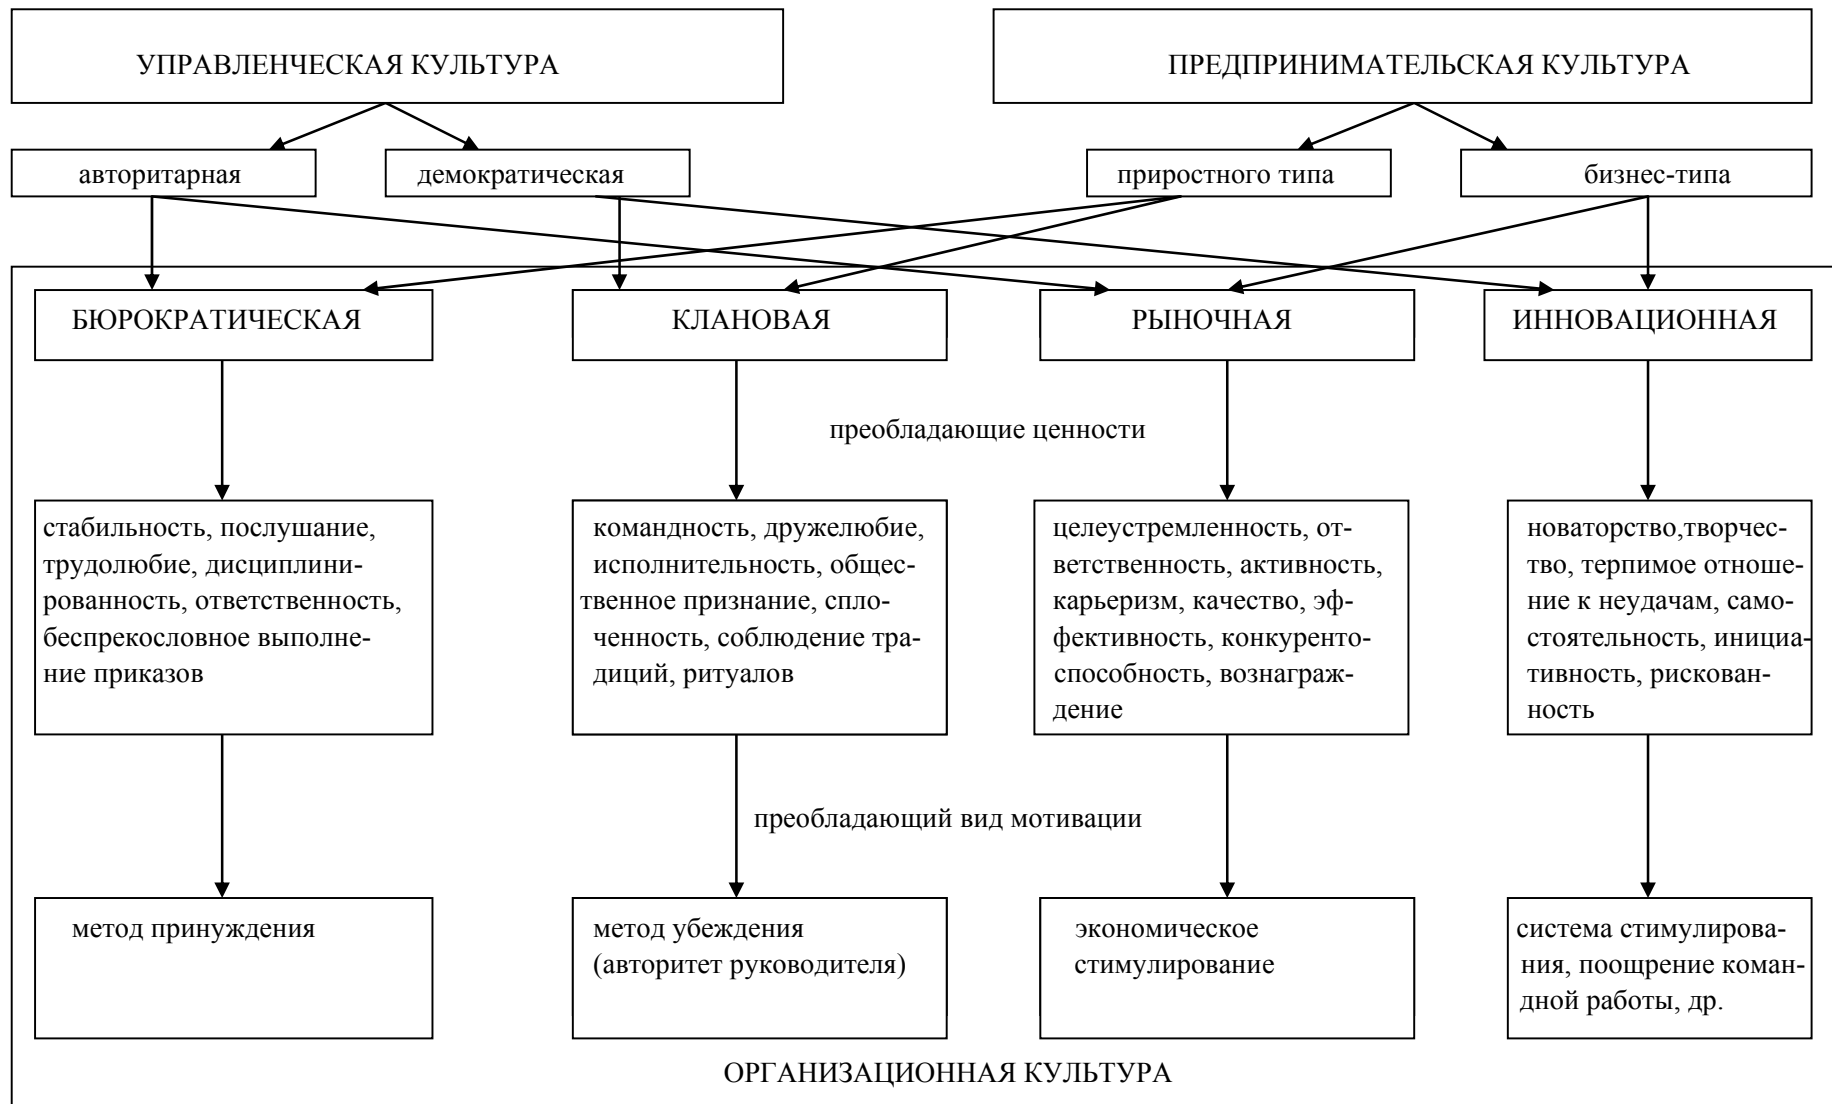 УПРАВЛЕНЧЕСКАЯ КУЛЬТУРА
ПРЕДПРИНИМАТЕЛЬСКАЯ КУЛЬТУРА
авторитарная
демократическая
приростного типа
бизнес-типа
БЮРОКРАТИЧЕСКАЯ
КЛАНОВАЯ
РЫНОЧНАЯ
ИННОВАЦИОННАЯ
преобладающие ценности
стабильность, послушание,
трудолюбие, дисциплини-
рованность, ответственность,
беспрекословное выполне-
ние приказов
командность, дружелюбие,
исполнительность, общес-
твенное признание, спло-
ченность, соблюдение тра-
диций, ритуалов
целеустремленность, от-
ветственность, активность,
карьеризм, качество, эф-
фективность, конкуренто-
способность, вознаграж-
дение
новаторство,творчес-
тво, терпимое отноше-
ние к неудачам, само-
стоятельность, инициа-
тивность, рискован-
ность
преобладающий вид мотивации
метод принуждения
метод убеждения
(авторитет руководителя)
экономическое
стимулирование
система стимулирова-
ния, поощрение коман-
дной работы, др.
ОРГАНИЗАЦИОННАЯ КУЛЬТУРА